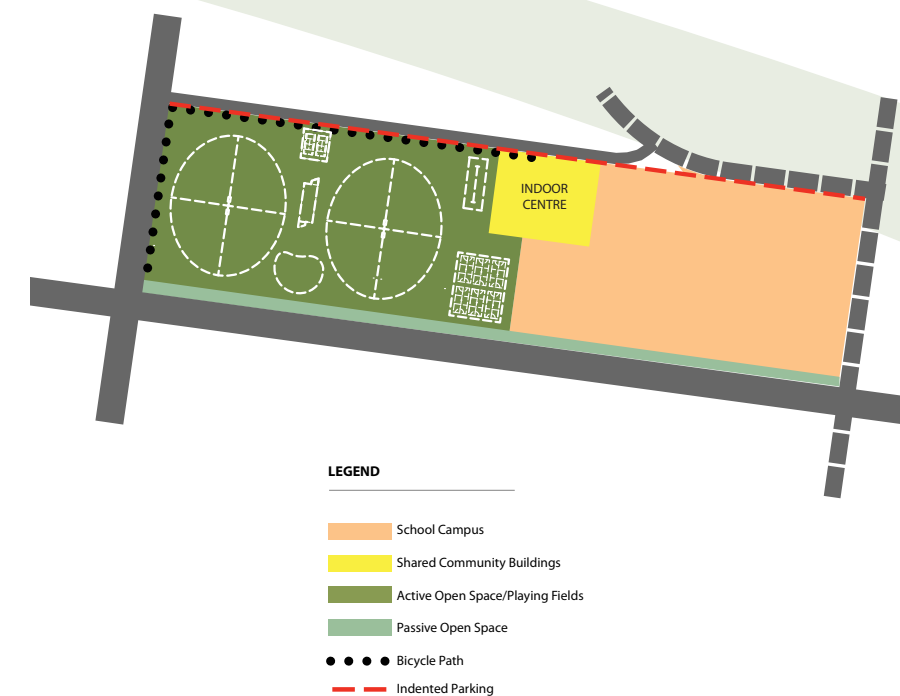 INDOOR
CENTRE
LEGEND
School Campus
Shared Community Buildings
Active Open Space/Playing Fields
Passive Open Space
Bicycle Path
Indented Parking